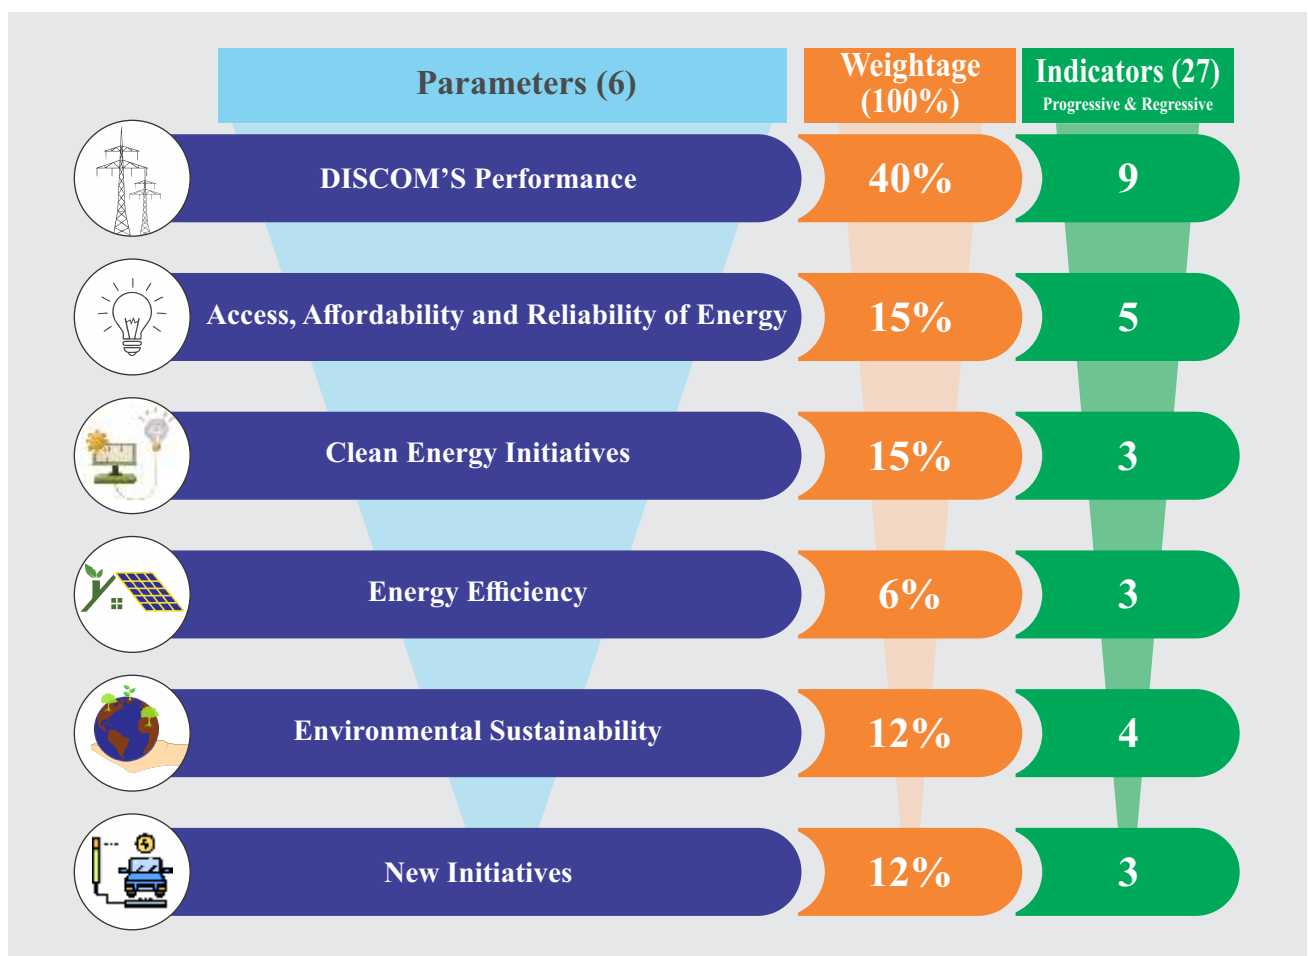 Parameters (6)
Weightage
(100%)
Indicators (27)
Progressive & Regressive
DISCOM’S Performance
40%
9
Access, Affordability and Reliability of Energy
15%
5
Clean Energy Initiatives
15%
3
Energy Efficiency
6%
3
Environmental Sustainability
12%
4
New Initiatives
12%
3